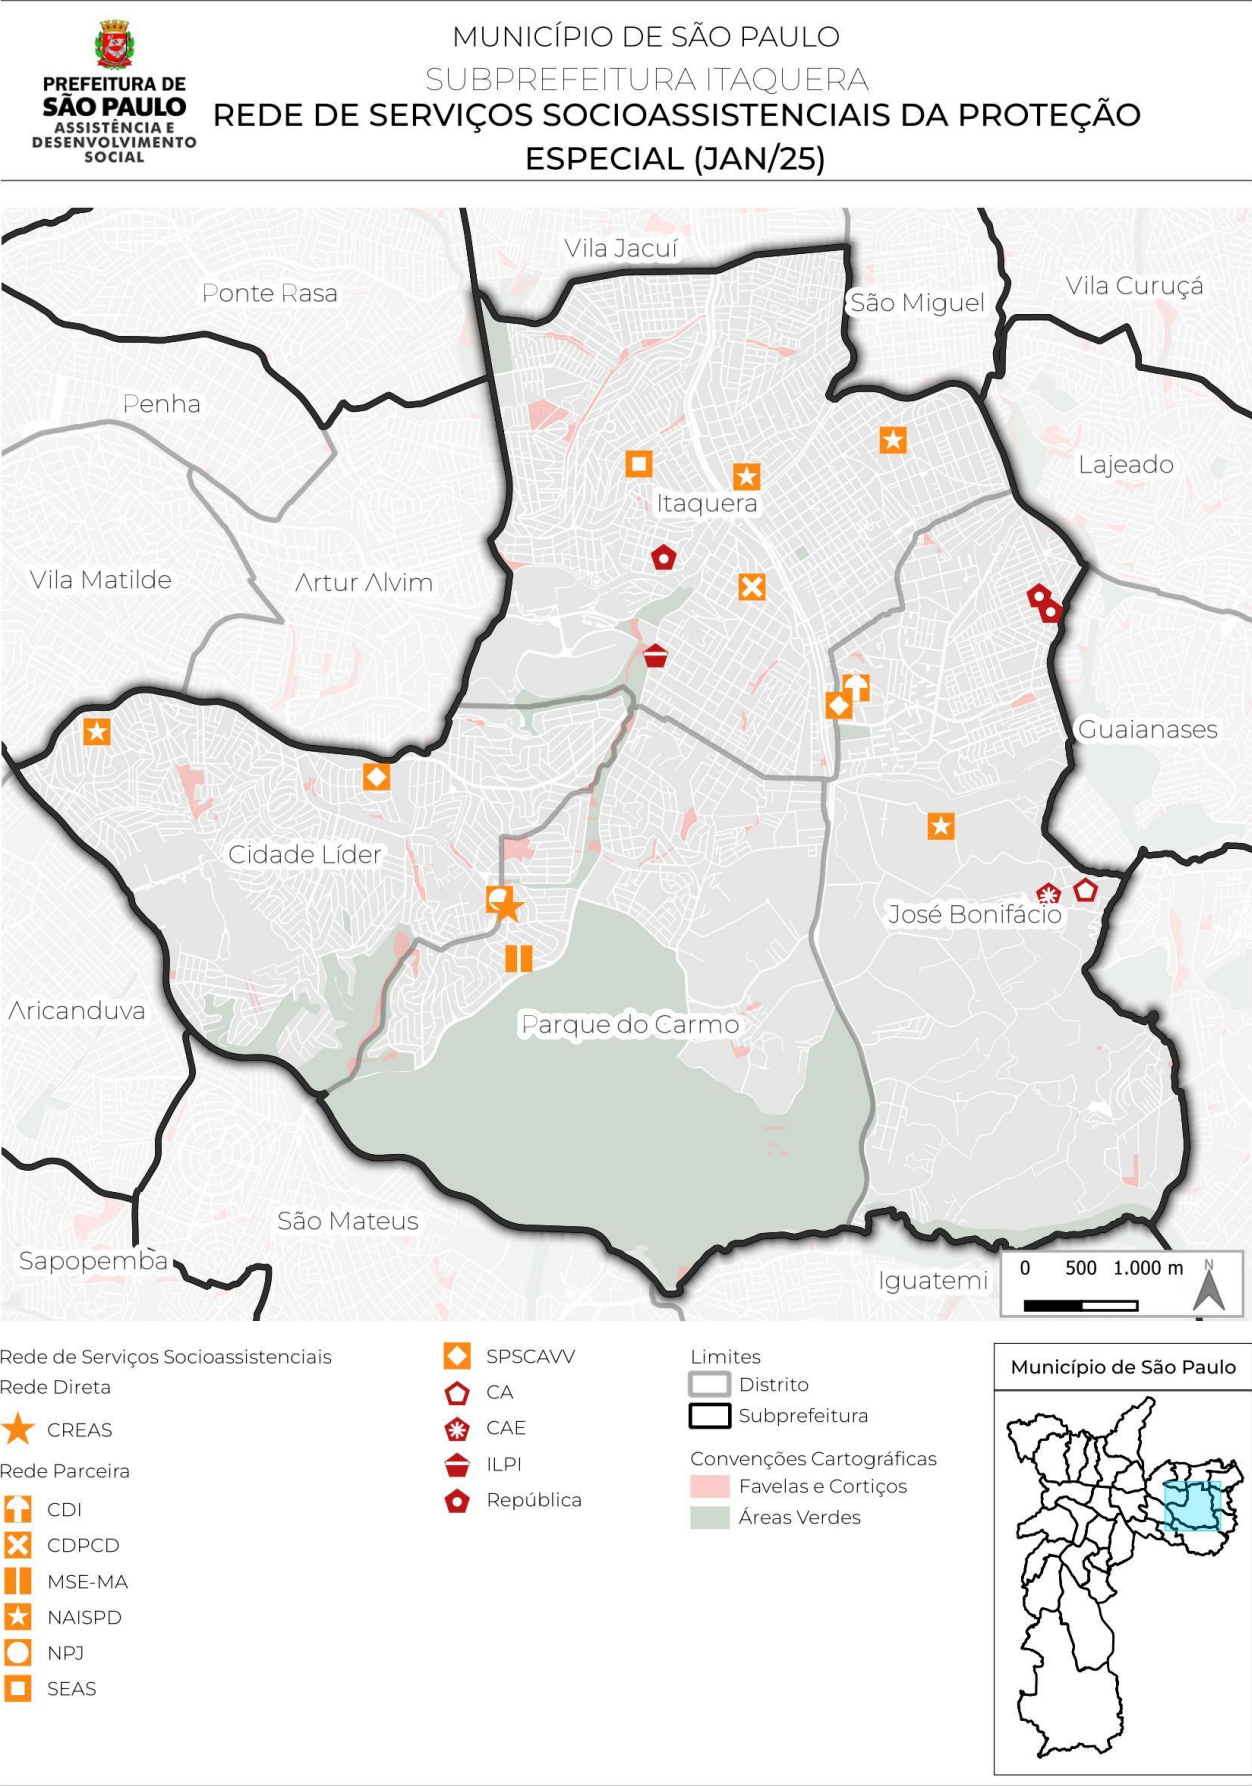 PREFEITURA DE
SÃO PAULO
ASSISTÊNCIA E
DESENVOLVIMENTO
SOCIAL
MUNICÍPIO DE SÃO PAULO
SUBPREFEITURA ITAQUERA
REDE DE SERVIÇOS SOCIOASSISTENCIAIS DA PROTEÇÃO
ESPECIAL (JAN/25)
Vila Jacuí
Ponte Rasa
São Miguel
Vila Curuçá
Penha
Lajeado
Itaquera
Vila Matilde
Artur Alvim
Guaianases
Cidade Líder
José Bonifácio
Aricanduva
Parque do Carmo
São Mateus
Sapopemba
Iguatemi
0 500 1.000 m
N
Rede de Serviços Socioassistenciais
Rede Direta
CREAS
Rede Parceira
CDI
CDPCD
MSE-MA
NAISPD
NPJ
SEAS
SPSCAVV
CA
CAE
ILPI
República
Limites
Distrito
Subprefeitura
Convenções Cartográficas
Favelas e Cortiços
Áreas Verdes
Município de São Paulo